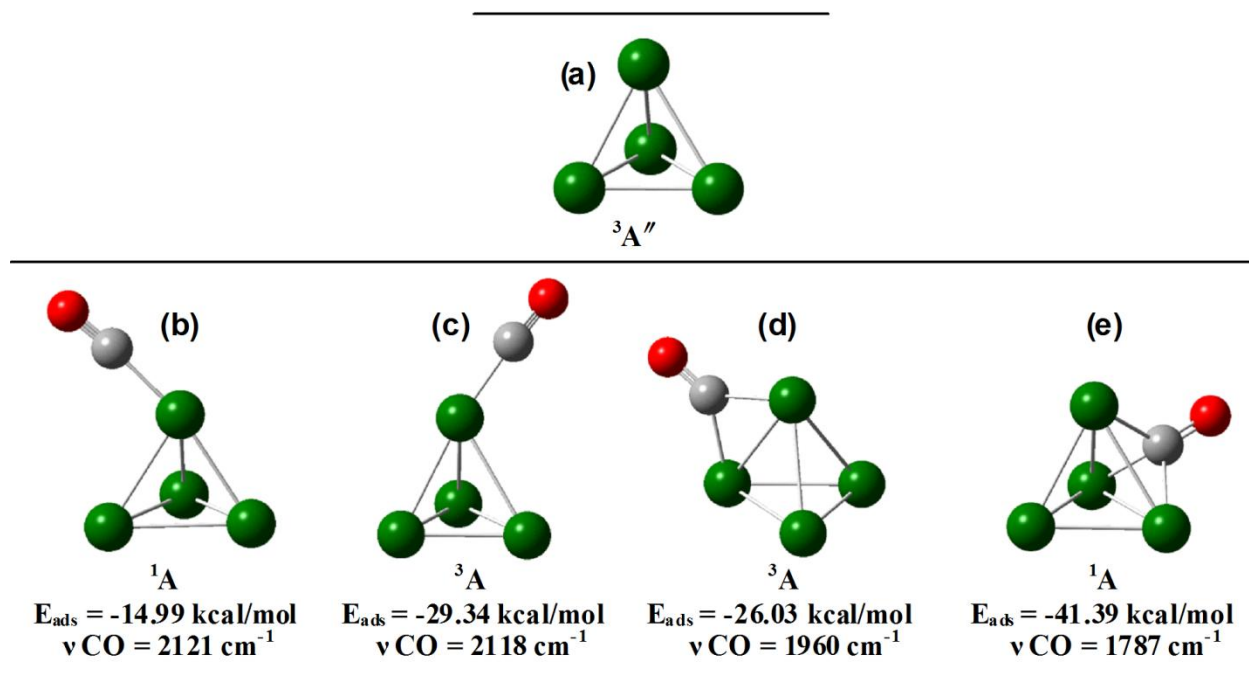 (a)
³A″
(b) (c) (d) (e)
¹A ³A ³A ¹A
E_ads = -14.99 kcal/mol E_ads = -29.34 kcal/mol E_ads = -26.03 kcal/mol E_ads = -41.39 kcal/mol
ν CO = 2121 cm⁻¹ ν CO = 2118 cm⁻¹ ν CO = 1960 cm⁻¹ ν CO = 1787 cm⁻¹